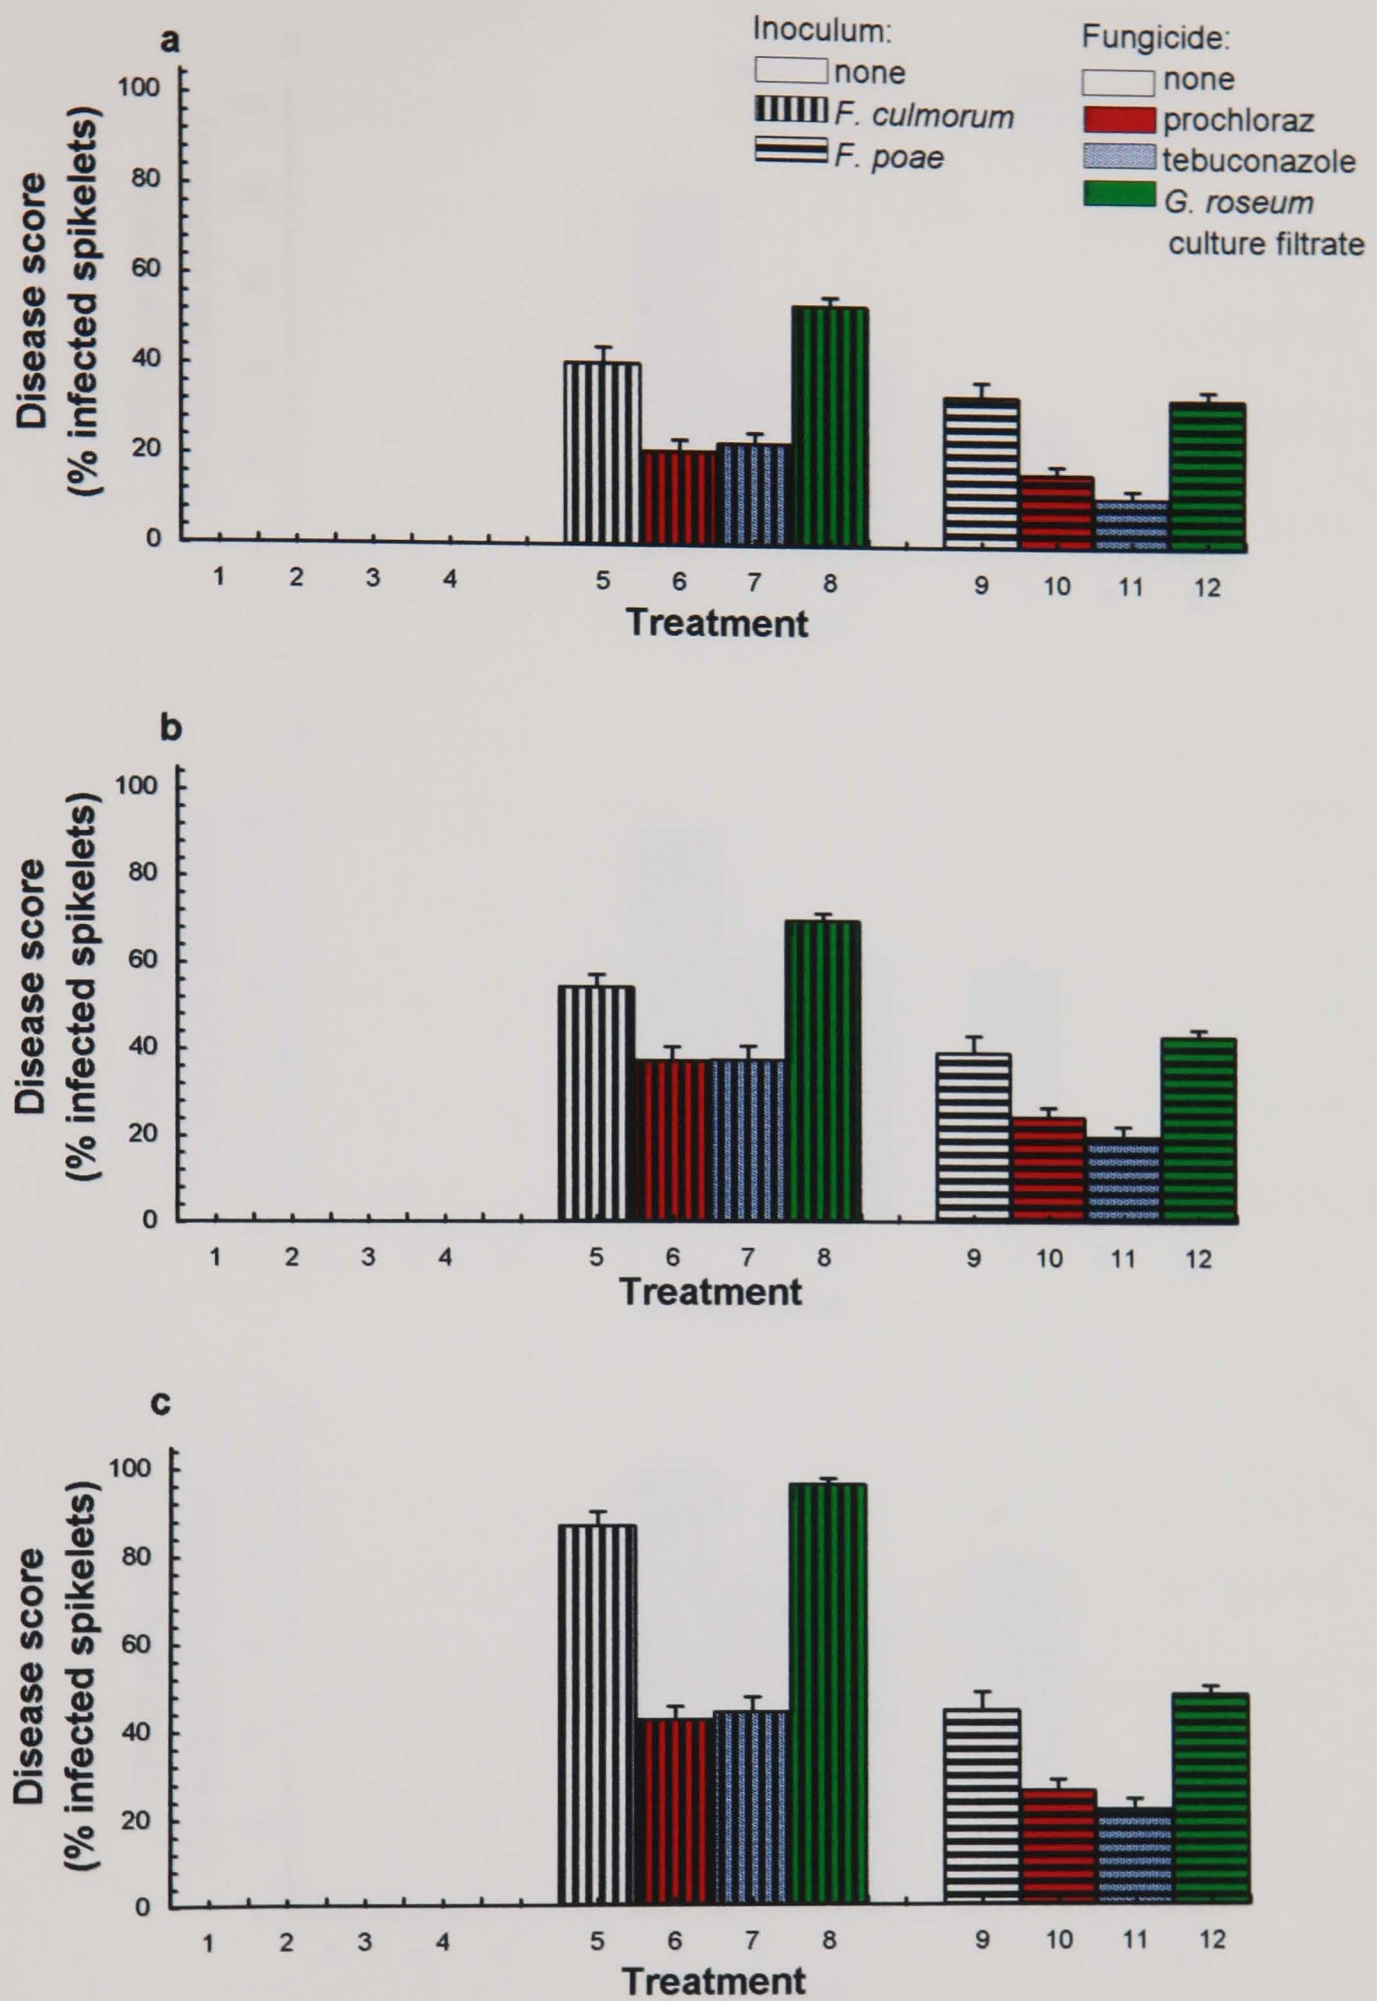 a
Inoculum:
none
F. culmorum
F. poae
Fungicide:
none
prochloraz
tebuconazole
G. roseum
culture filtrate
Disease score
(% infected spikelets)
100
80
60
40
20
0
1 2 3 4 5 6 7 8 9 10 11 12
Treatment
b
Disease score
(% infected spikelets)
100
80
60
40
20
0
1 2 3 4 5 6 7 8 9 10 11 12
Treatment
c
Disease score
(% infected spikelets)
100
80
60
40
20
0
1 2 3 4 5 6 7 8 9 10 11 12
Treatment